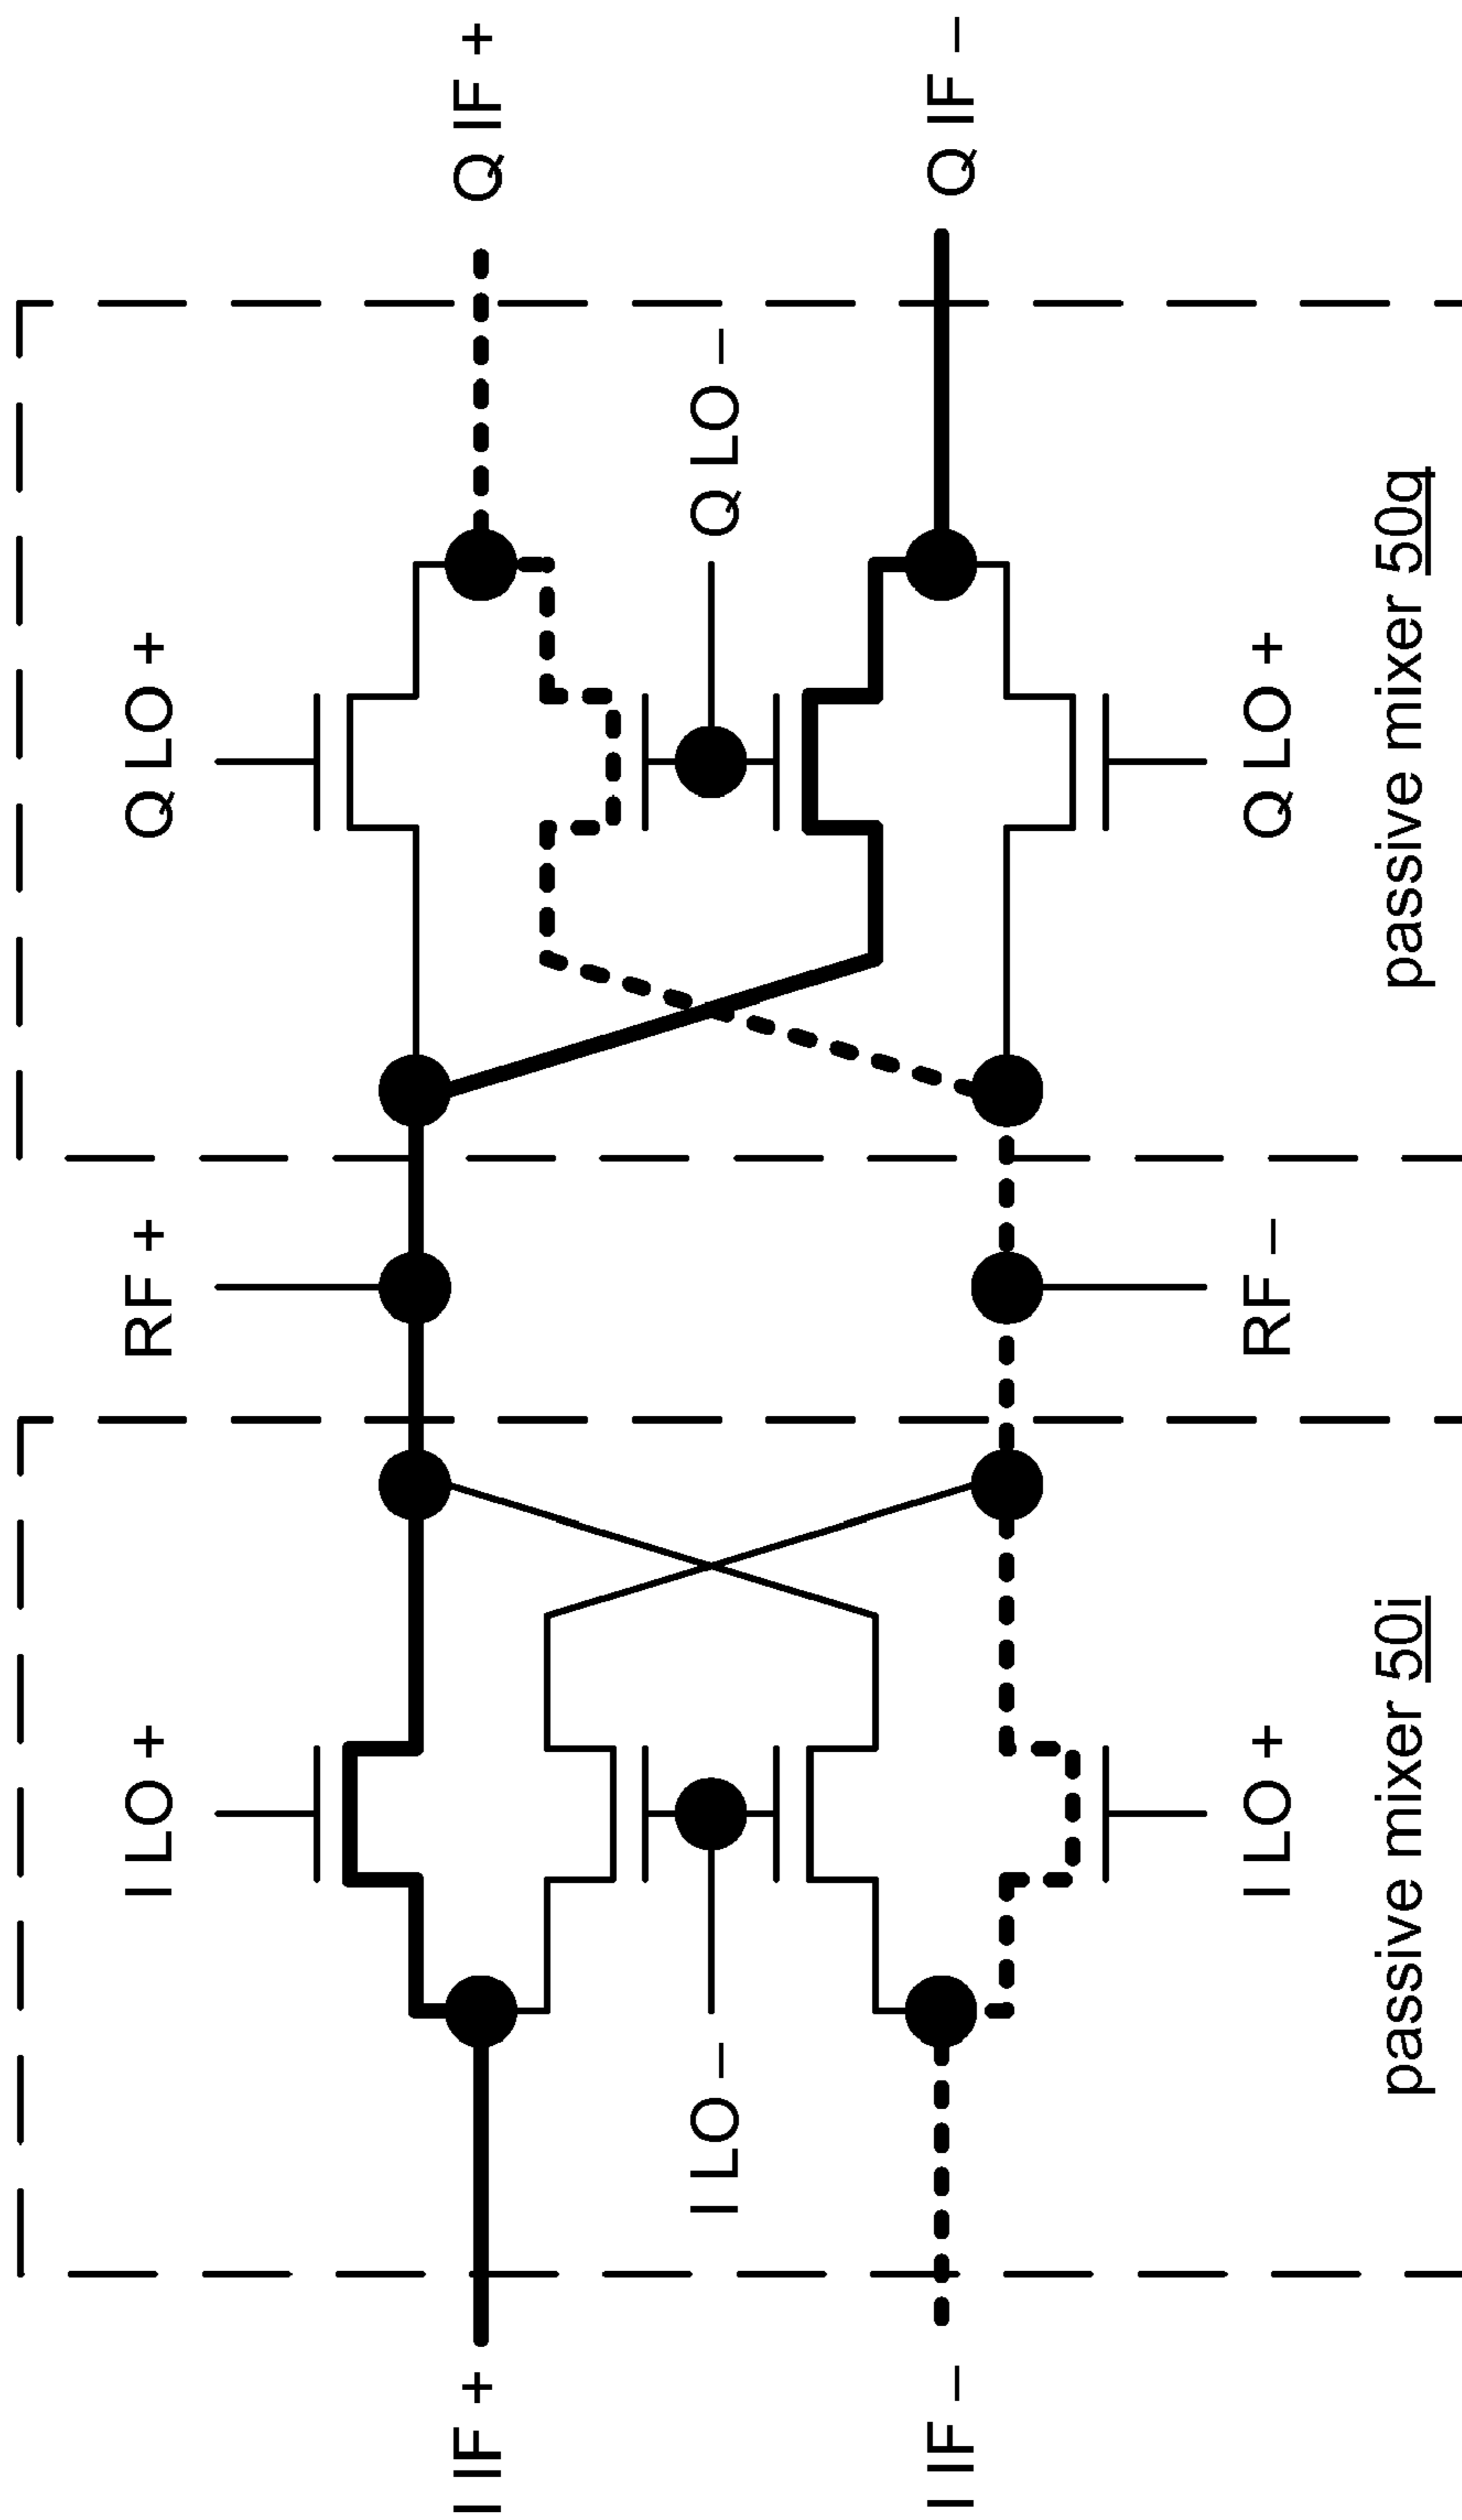 I LO +
RF +
Q LO +
I IF +
Q IF +
I LO −
Q LO −
I IF −
Q IF −
I LO +
RF −
Q LO +
passive mixer 50i
passive mixer 50q